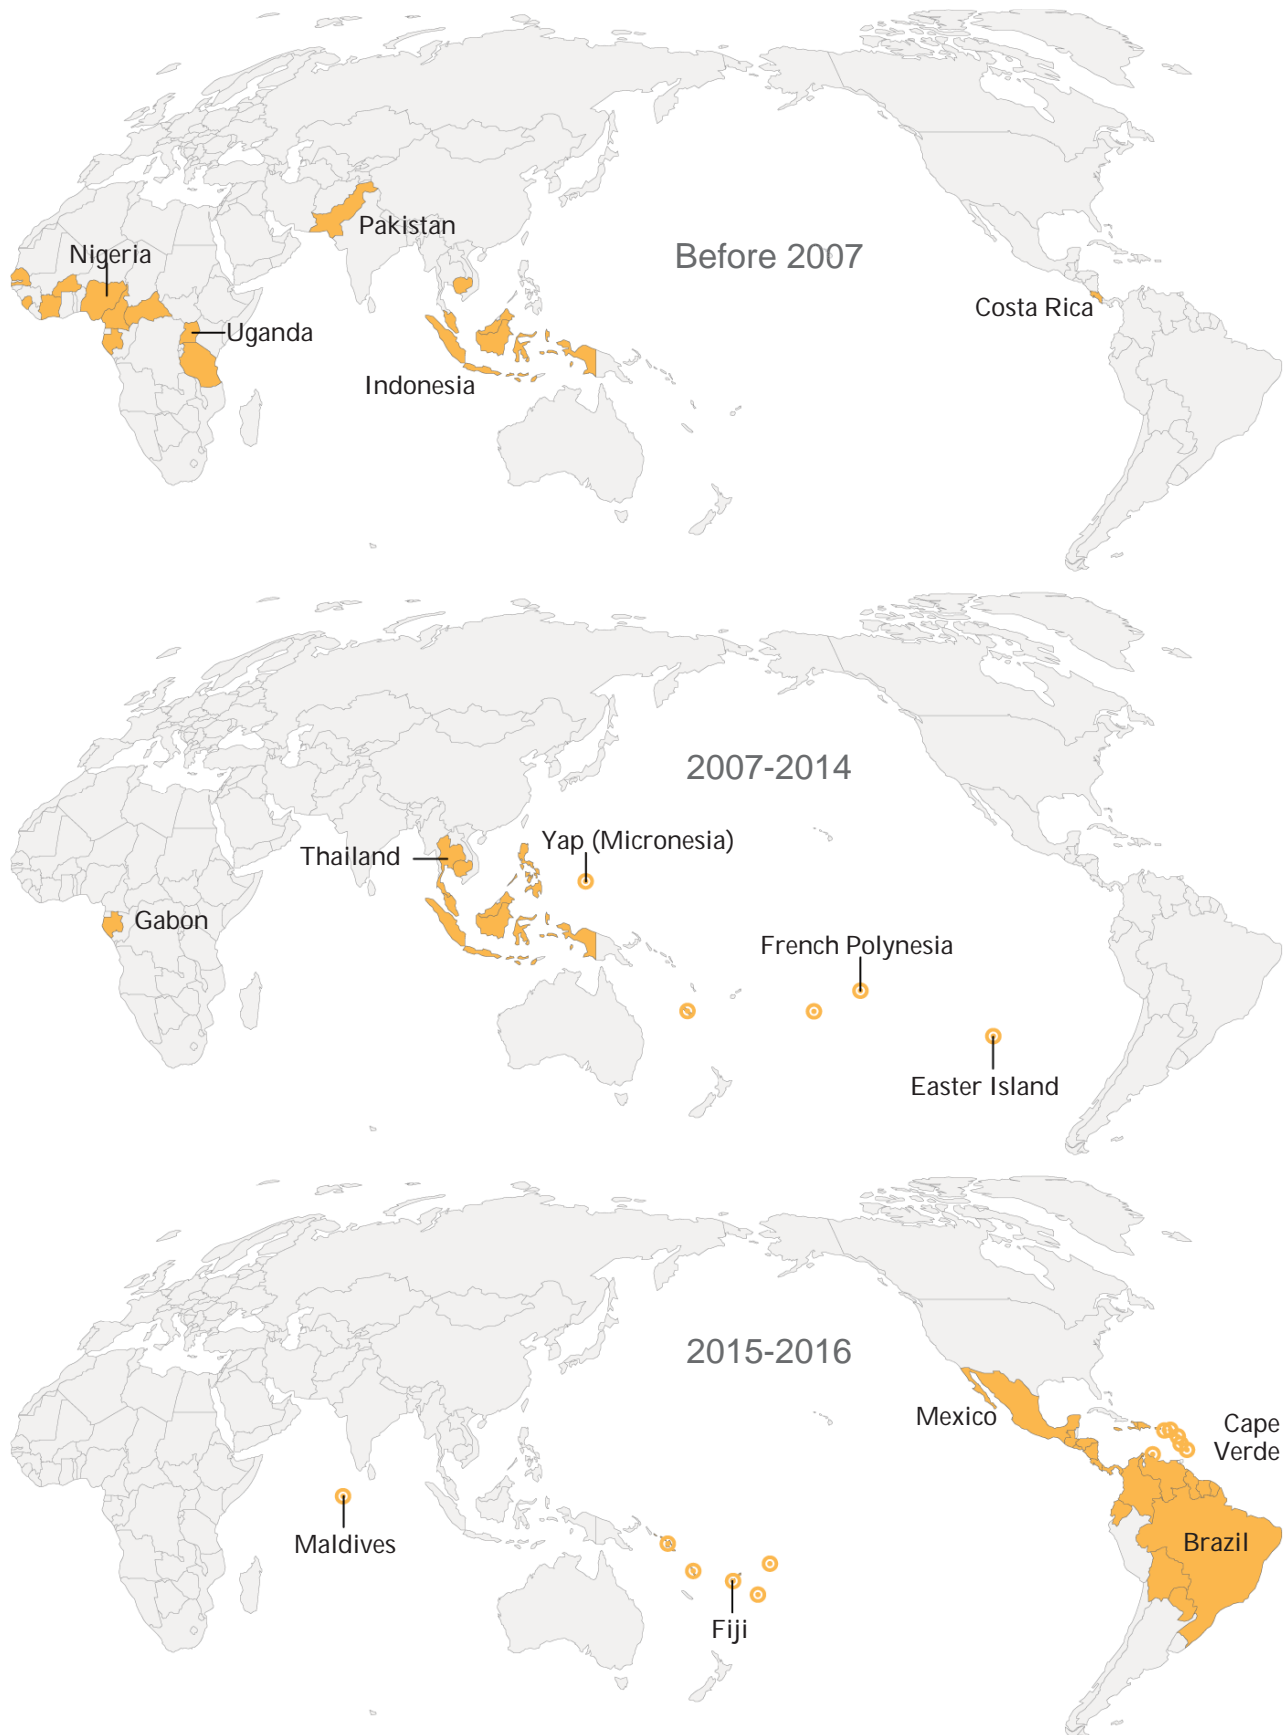 Pakistan
Nigeria
Before 2007
Costa Rica
Uganda
Indonesia
2007-2014
Yap (Micronesia)
Thailand
Gabon
French Polynesia
Easter Island
2015-2016
Mexico
Cape
Verde
Maldives
Brazil
Fiji